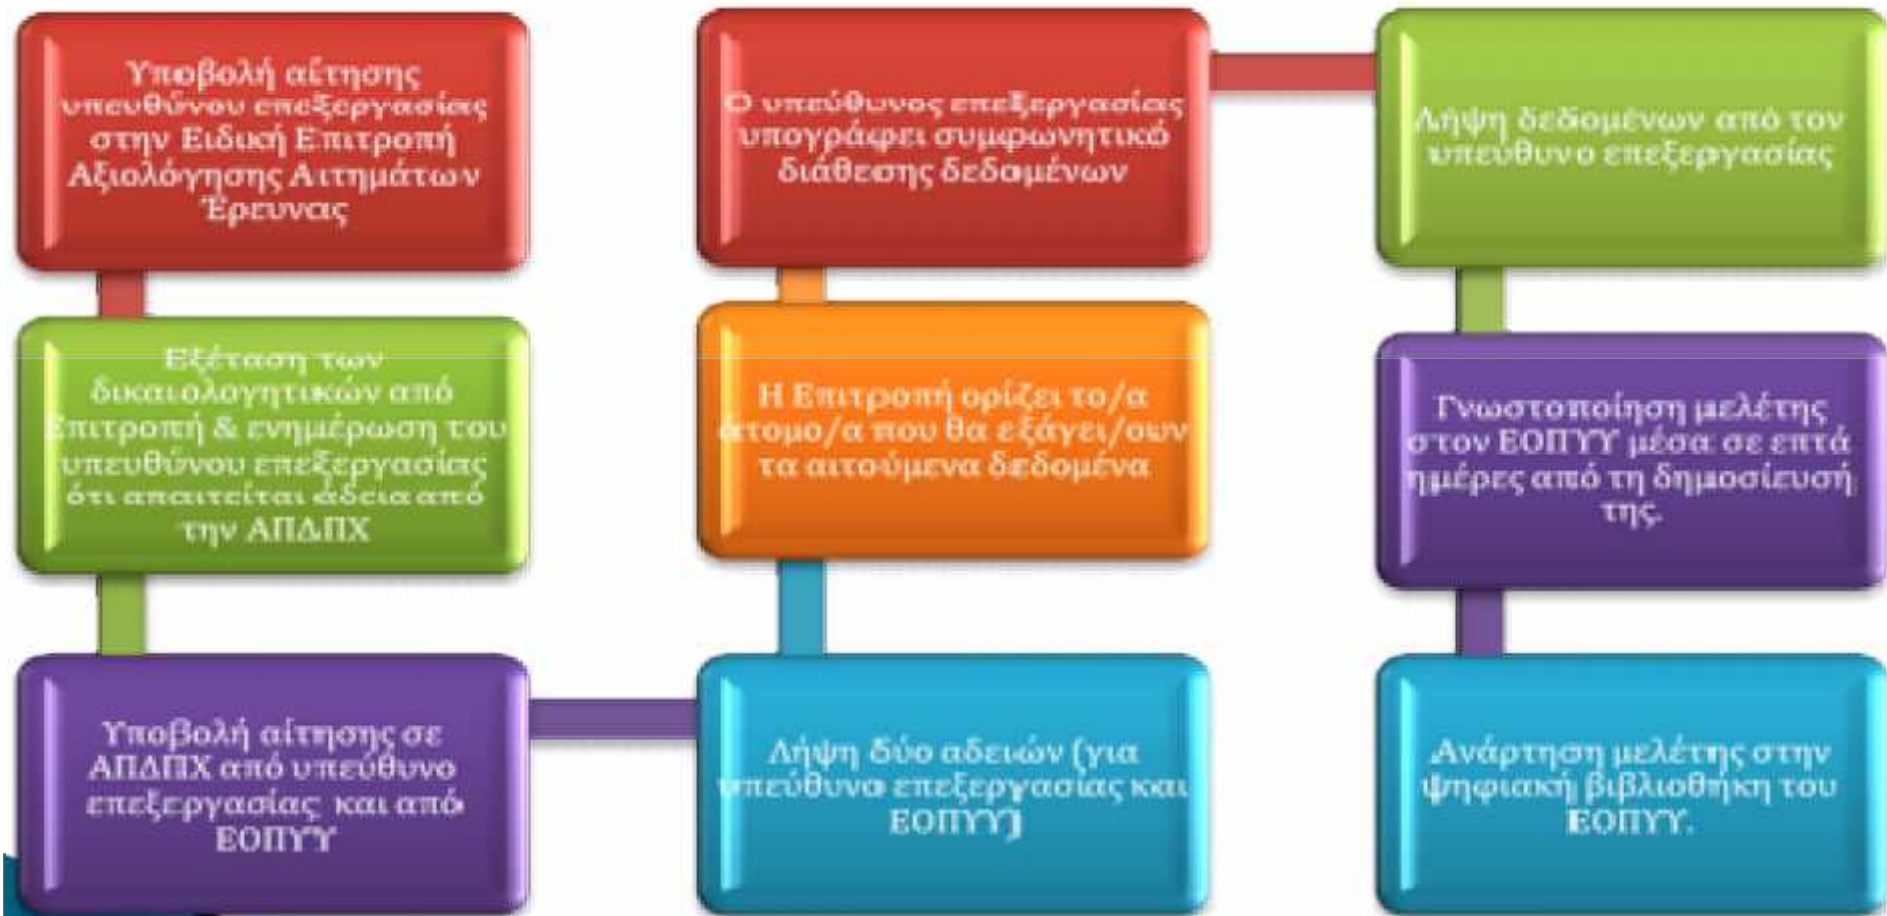 Υποβολή αίτησης
υπευθύνου επεξεργασίας
στην Ειδική Επιτροπή
Αξιολόγησης Αιτημάτων
Έρευνας
Εξέταση των
δικαιολογητικών από
Επιτροπή & ενημέρωση του
υπευθύνου επεξεργασίας
ότι απαιτείται άδεια από
την ΑΠΔΠΧ
Υποβολή αίτησης σε
ΑΠΔΠΧ από υπεύθυνο
επεξεργασίας και από
ΕΟΠΥΥ
Λήψη δύο αδειών (για
υπεύθυνο επεξεργασίας και
ΕΟΠΥΥ)
Η Επιτροπή ορίζει το/α
άτομο/α που θα εξάγει/ουν
τα αιτούμενα δεδομένα
Ο υπεύθυνος επεξεργασίας
υπογράφει συμφωνητικό
διάθεσης δεδομένων
Λήψη δεδομένων από τον
υπεύθυνο επεξεργασίας
Γνωστοποίηση μελέτης
στον ΕΟΠΥΥ μέσα σε επτά
ημέρες από τη δημοσίευσή
της.
Ανάρτηση μελέτης στην
ψηφιακή βιβλιοθήκη του
ΕΟΠΥΥ.